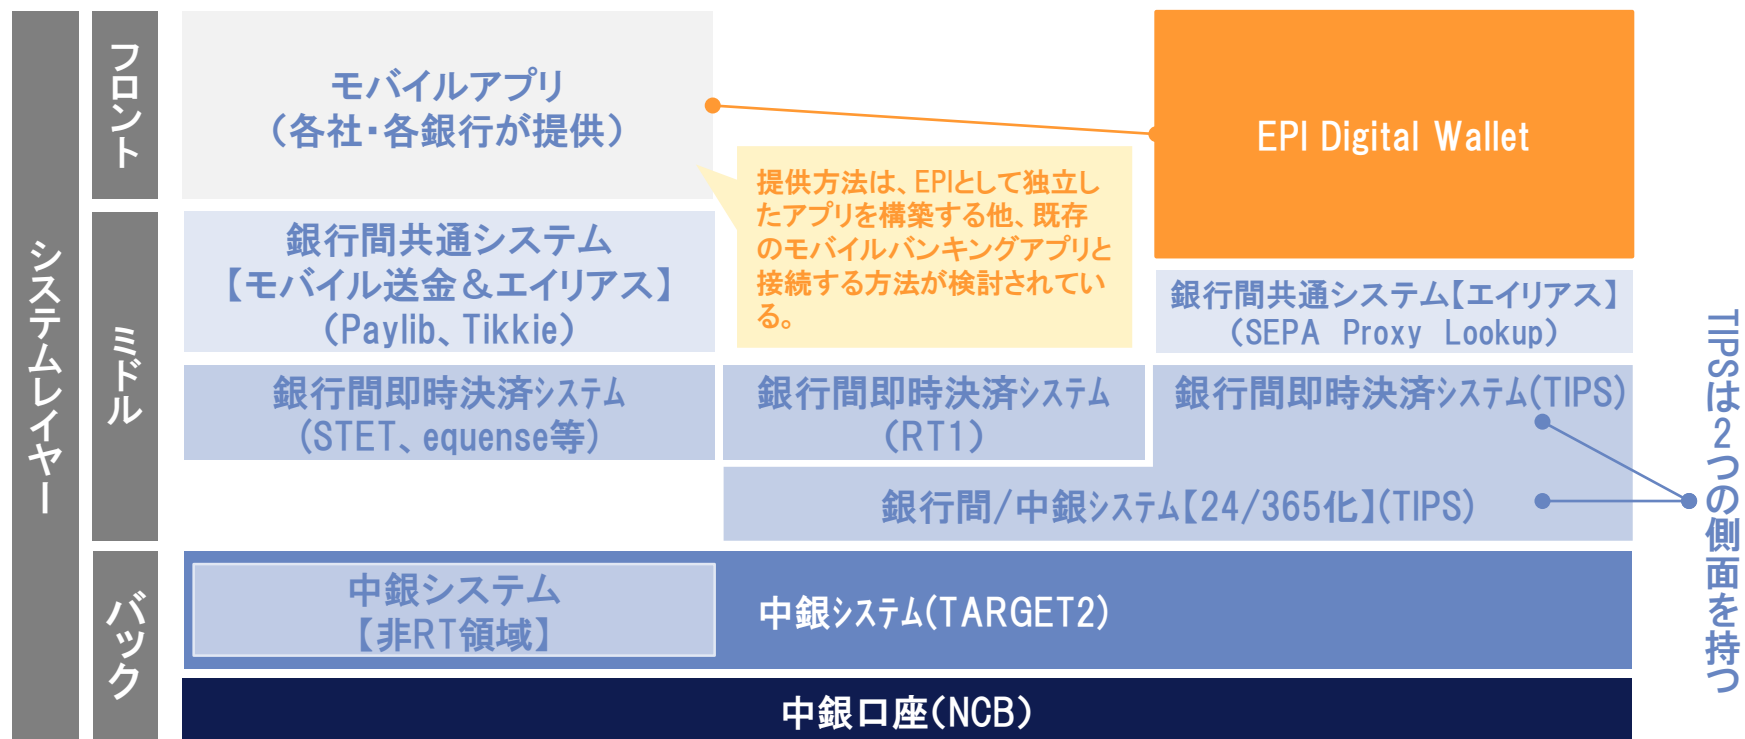 システムレイヤー
フロント
モバイルアプリ
（各社・各銀行が提供）
EPI Digital Wallet
提供方法は、EPIとして独立し
たアプリを構築する他、既存
のモバイルバンキングアプリと
接続する方法が検討されてい
る。
ミドル
銀行間共通システム
【モバイル送金＆エイリアス】
（Paylib、Tikkie）
銀行間共通システム【エイリアス】
（SEPA Proxy Lookup）
銀行間即時決済ｼｽﾃﾑ
(STET、equense等)
銀行間即時決済ｼｽﾃﾑ
（RT1）
銀行間即時決済ｼｽﾃﾑ(TIPS)
銀行間/中銀ｼｽﾃﾑ【24/365化】(TIPS)
TIPSは2つの側面を持つ
バック
中銀システム
【非RT領域】
中銀ｼｽﾃﾑ(TARGET2)
中銀口座(NCB)